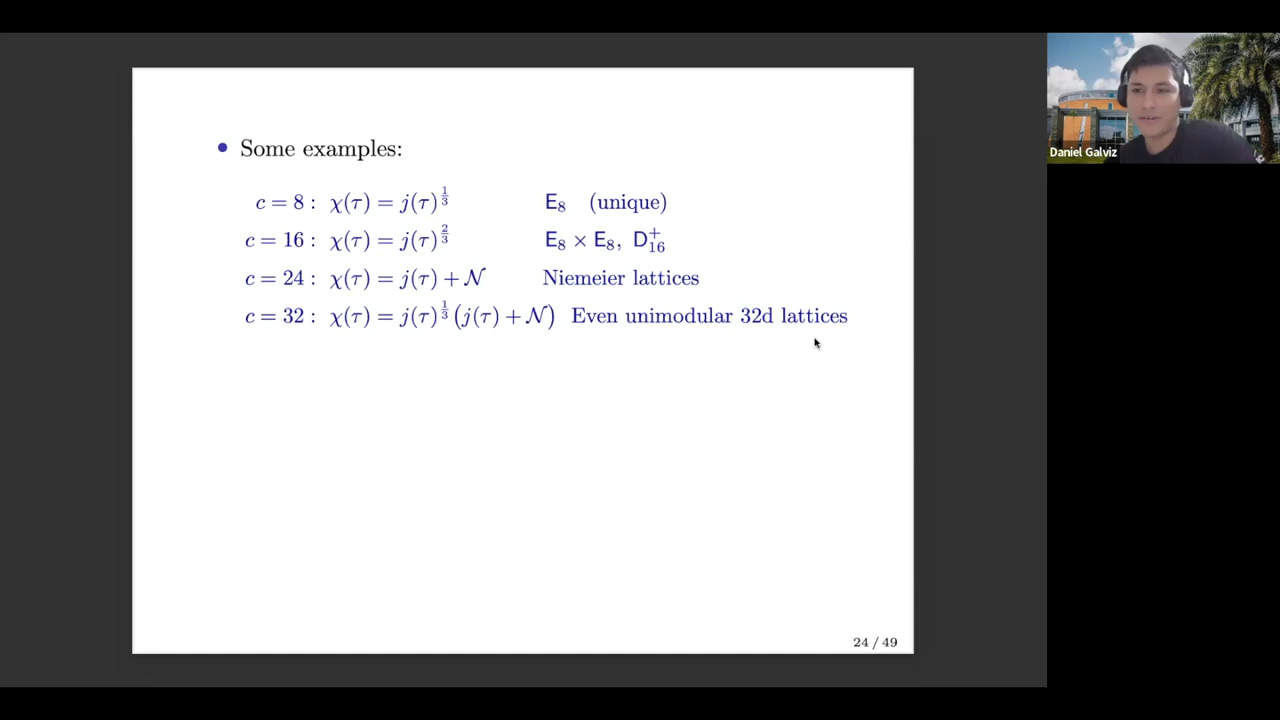 • Some examples:
c = 8 : χ(τ) = j(τ)^{1/3} E₈ (unique)
c = 16 : χ(τ) = j(τ)^{2/3} E₈ × E₈, D₁₆⁺
c = 24 : χ(τ) = j(τ) + 𝒩 Niemeier lattices
c = 32 : χ(τ) = j(τ)^{1/3} (j(τ) + 𝒩) Even unimodular 32d lattices
24 / 49
Daniel Galviz